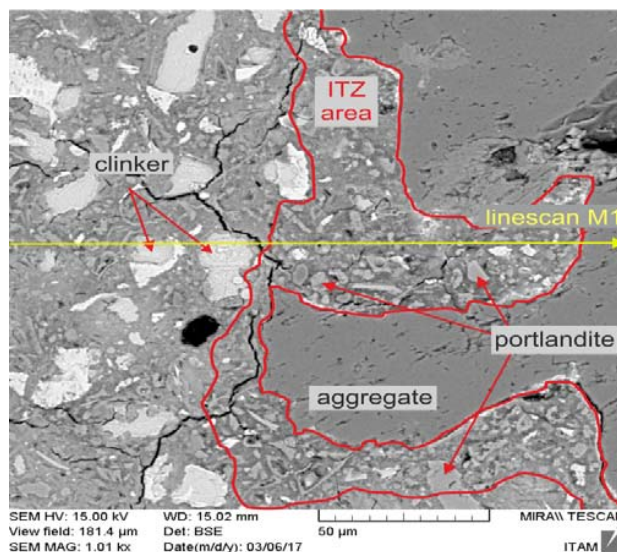 ITZ
area
clinker
linescan M1
portlandite
aggregate
SEM HV: 15.00 kV WD: 15.02 mm MIRA\\ TESCAN
View field: 181.4 µm Det: BSE 50 µm
SEM MAG: 1.01 kx Date(m/d/y): 03/06/17 ITAM